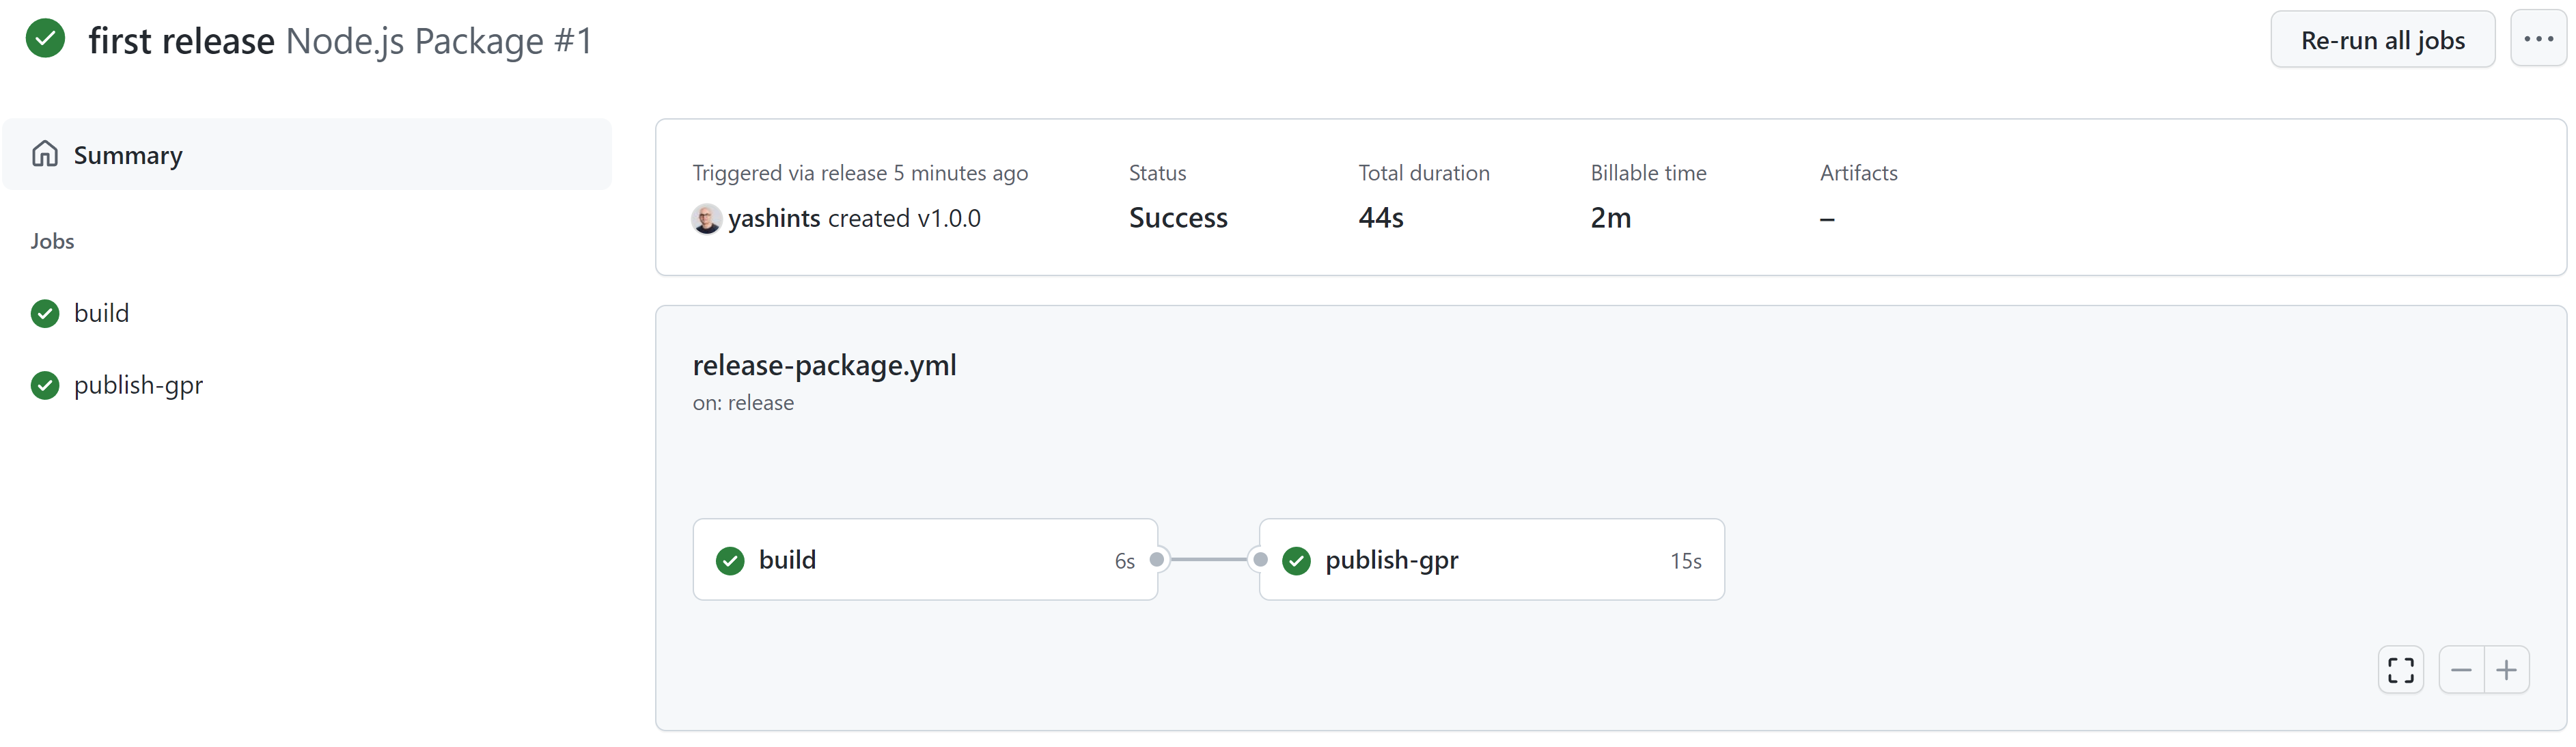 first release Node.js Package #1
Re-run all jobs
Summary
Jobs
build
publish-gpr
Triggered via release 5 minutes ago
yashints created v1.0.0
Status
Success
Total duration
44s
Billable time
2m
Artifacts
–
release-package.yml
on: release
build 6s
publish-gpr 15s